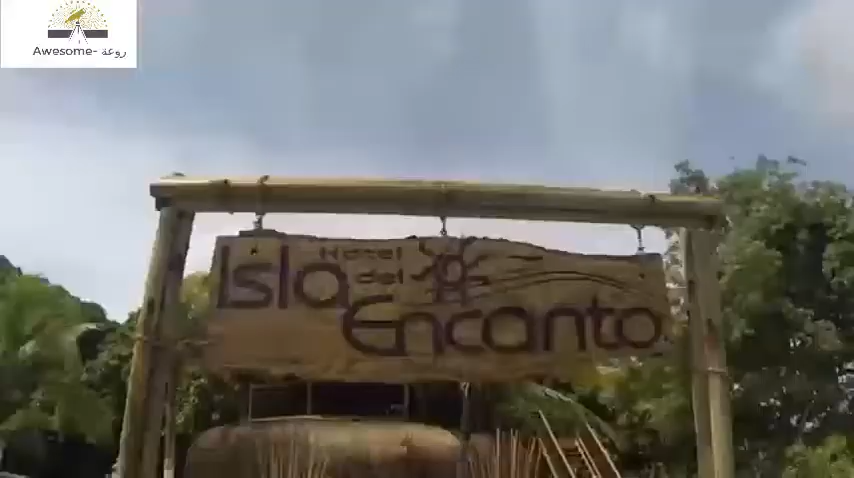 Awesome- روعة
Hotel
Isla del
Encanto